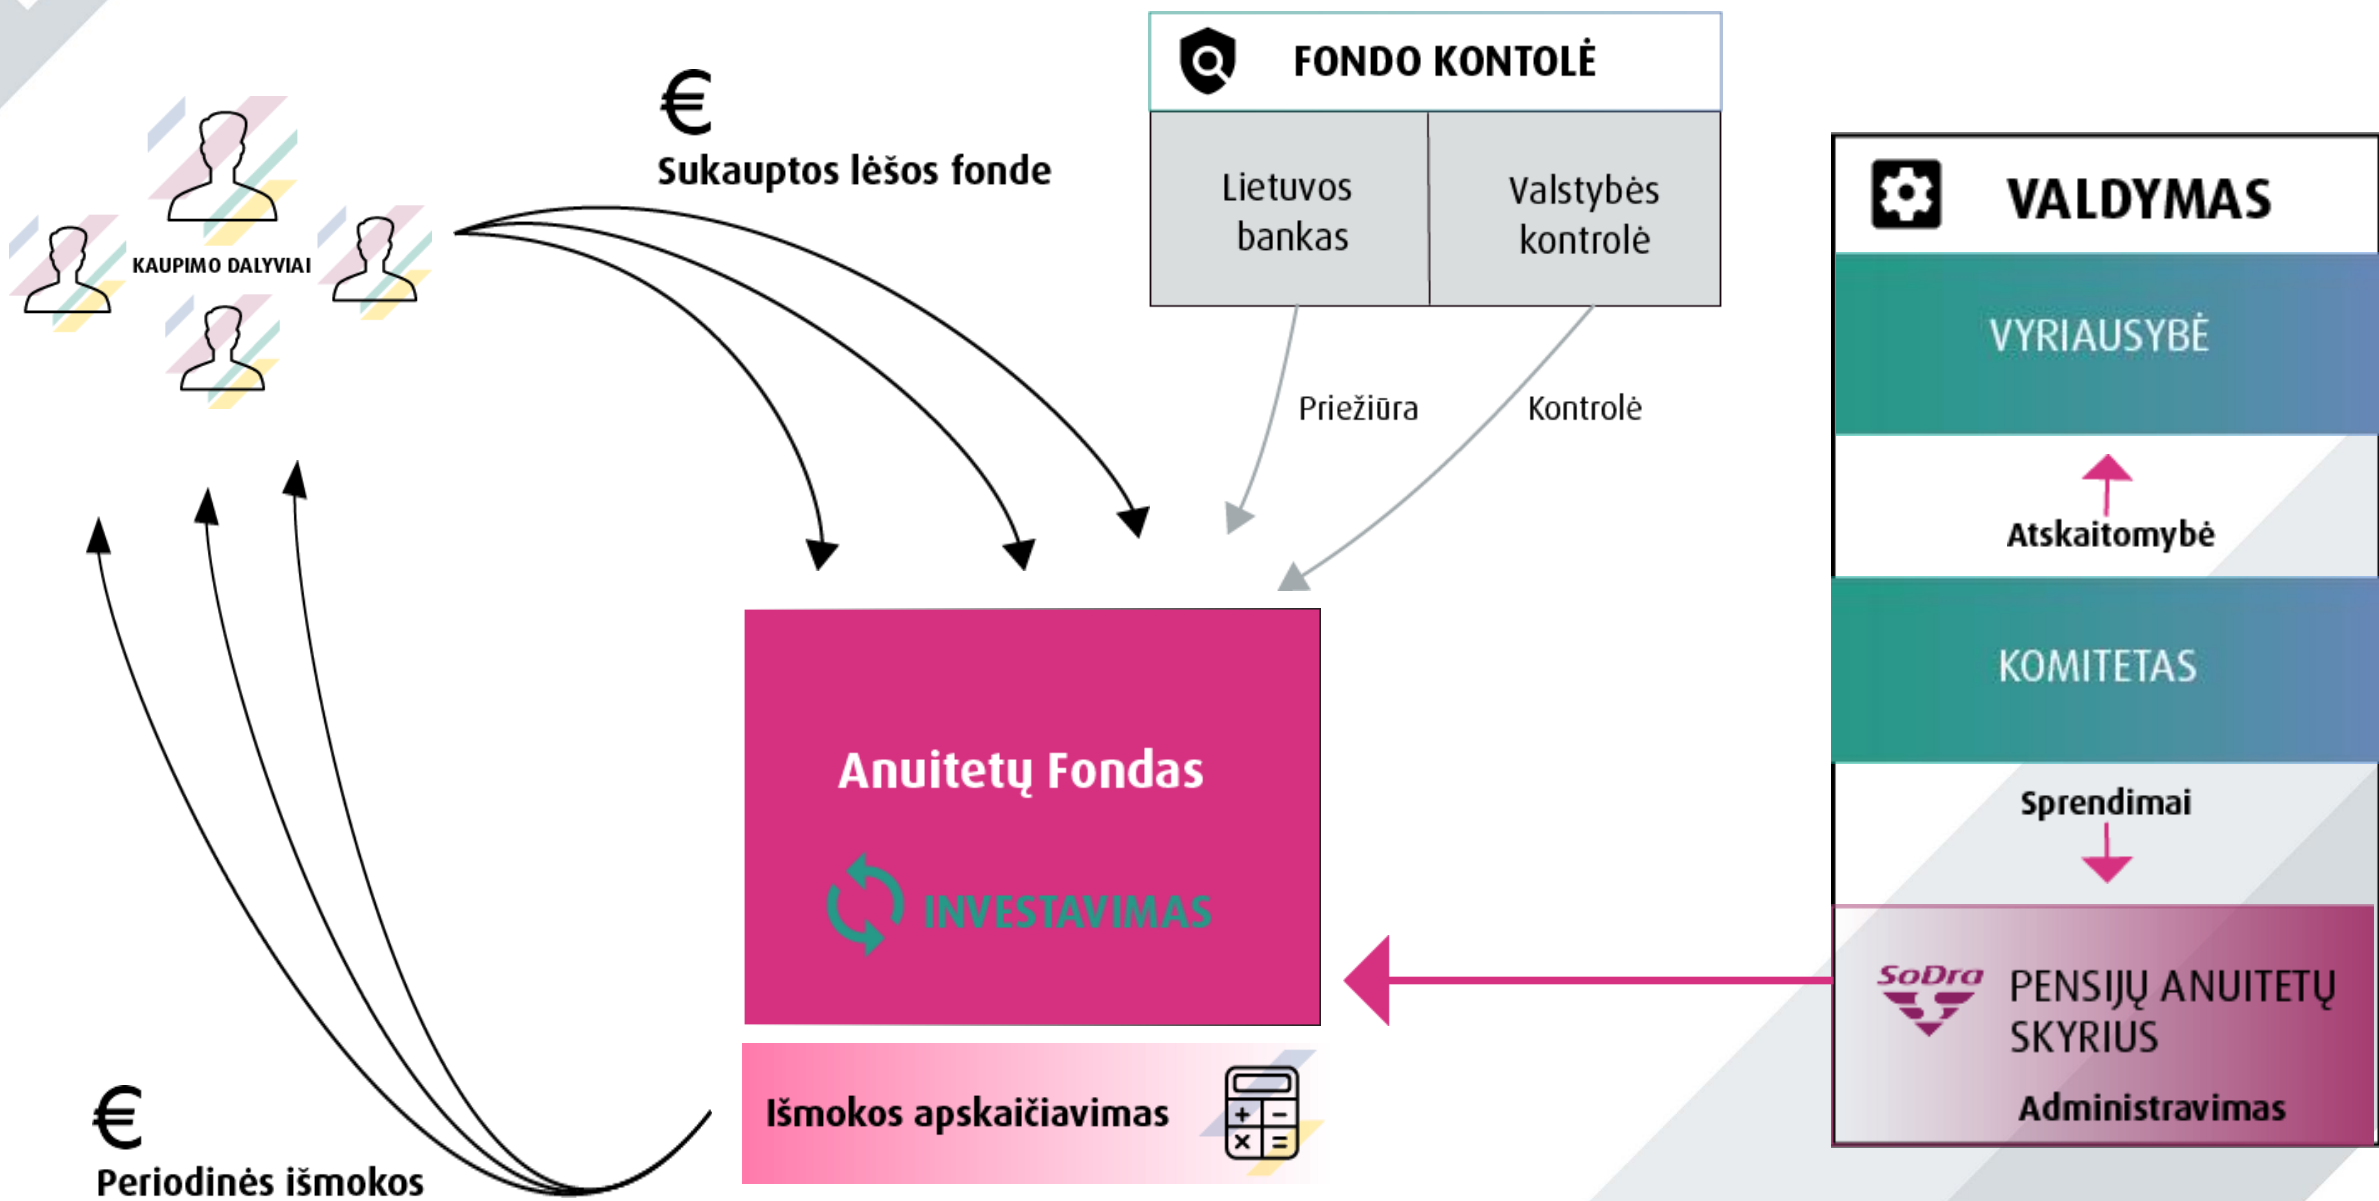 €
Sukauptos lėšos fonde
KAUPIMO DALYVIAI
FONDO KONTOLĖ
Lietuvos
bankas
Valstybės
kontrolė
Priežiūra
Kontrolė
Anuitetų Fondas
INVESTAVIMAS
Išmokos apskaičiavimas
€
Periodinės išmokos
VALDYMAS
VYRIAUSYBĖ
Atskaitomybė
KOMITETAS
Sprendimai
SoDra
PENSIJŲ ANUITETŲ
SKYRIUS
Administravimas